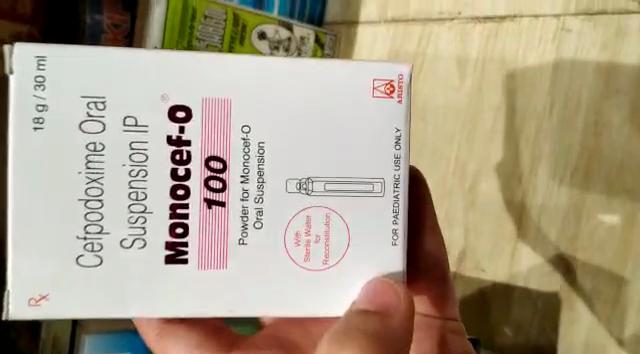 Rx
18 g / 30 ml
Cefpodoxime Oral
Suspension IP
Monocef-O®
100
Powder for Monocef-O
Oral Suspension
With
Sterile Water
for
Reconstitution
FOR PAEDIATRIC USE ONLY
ARISTO